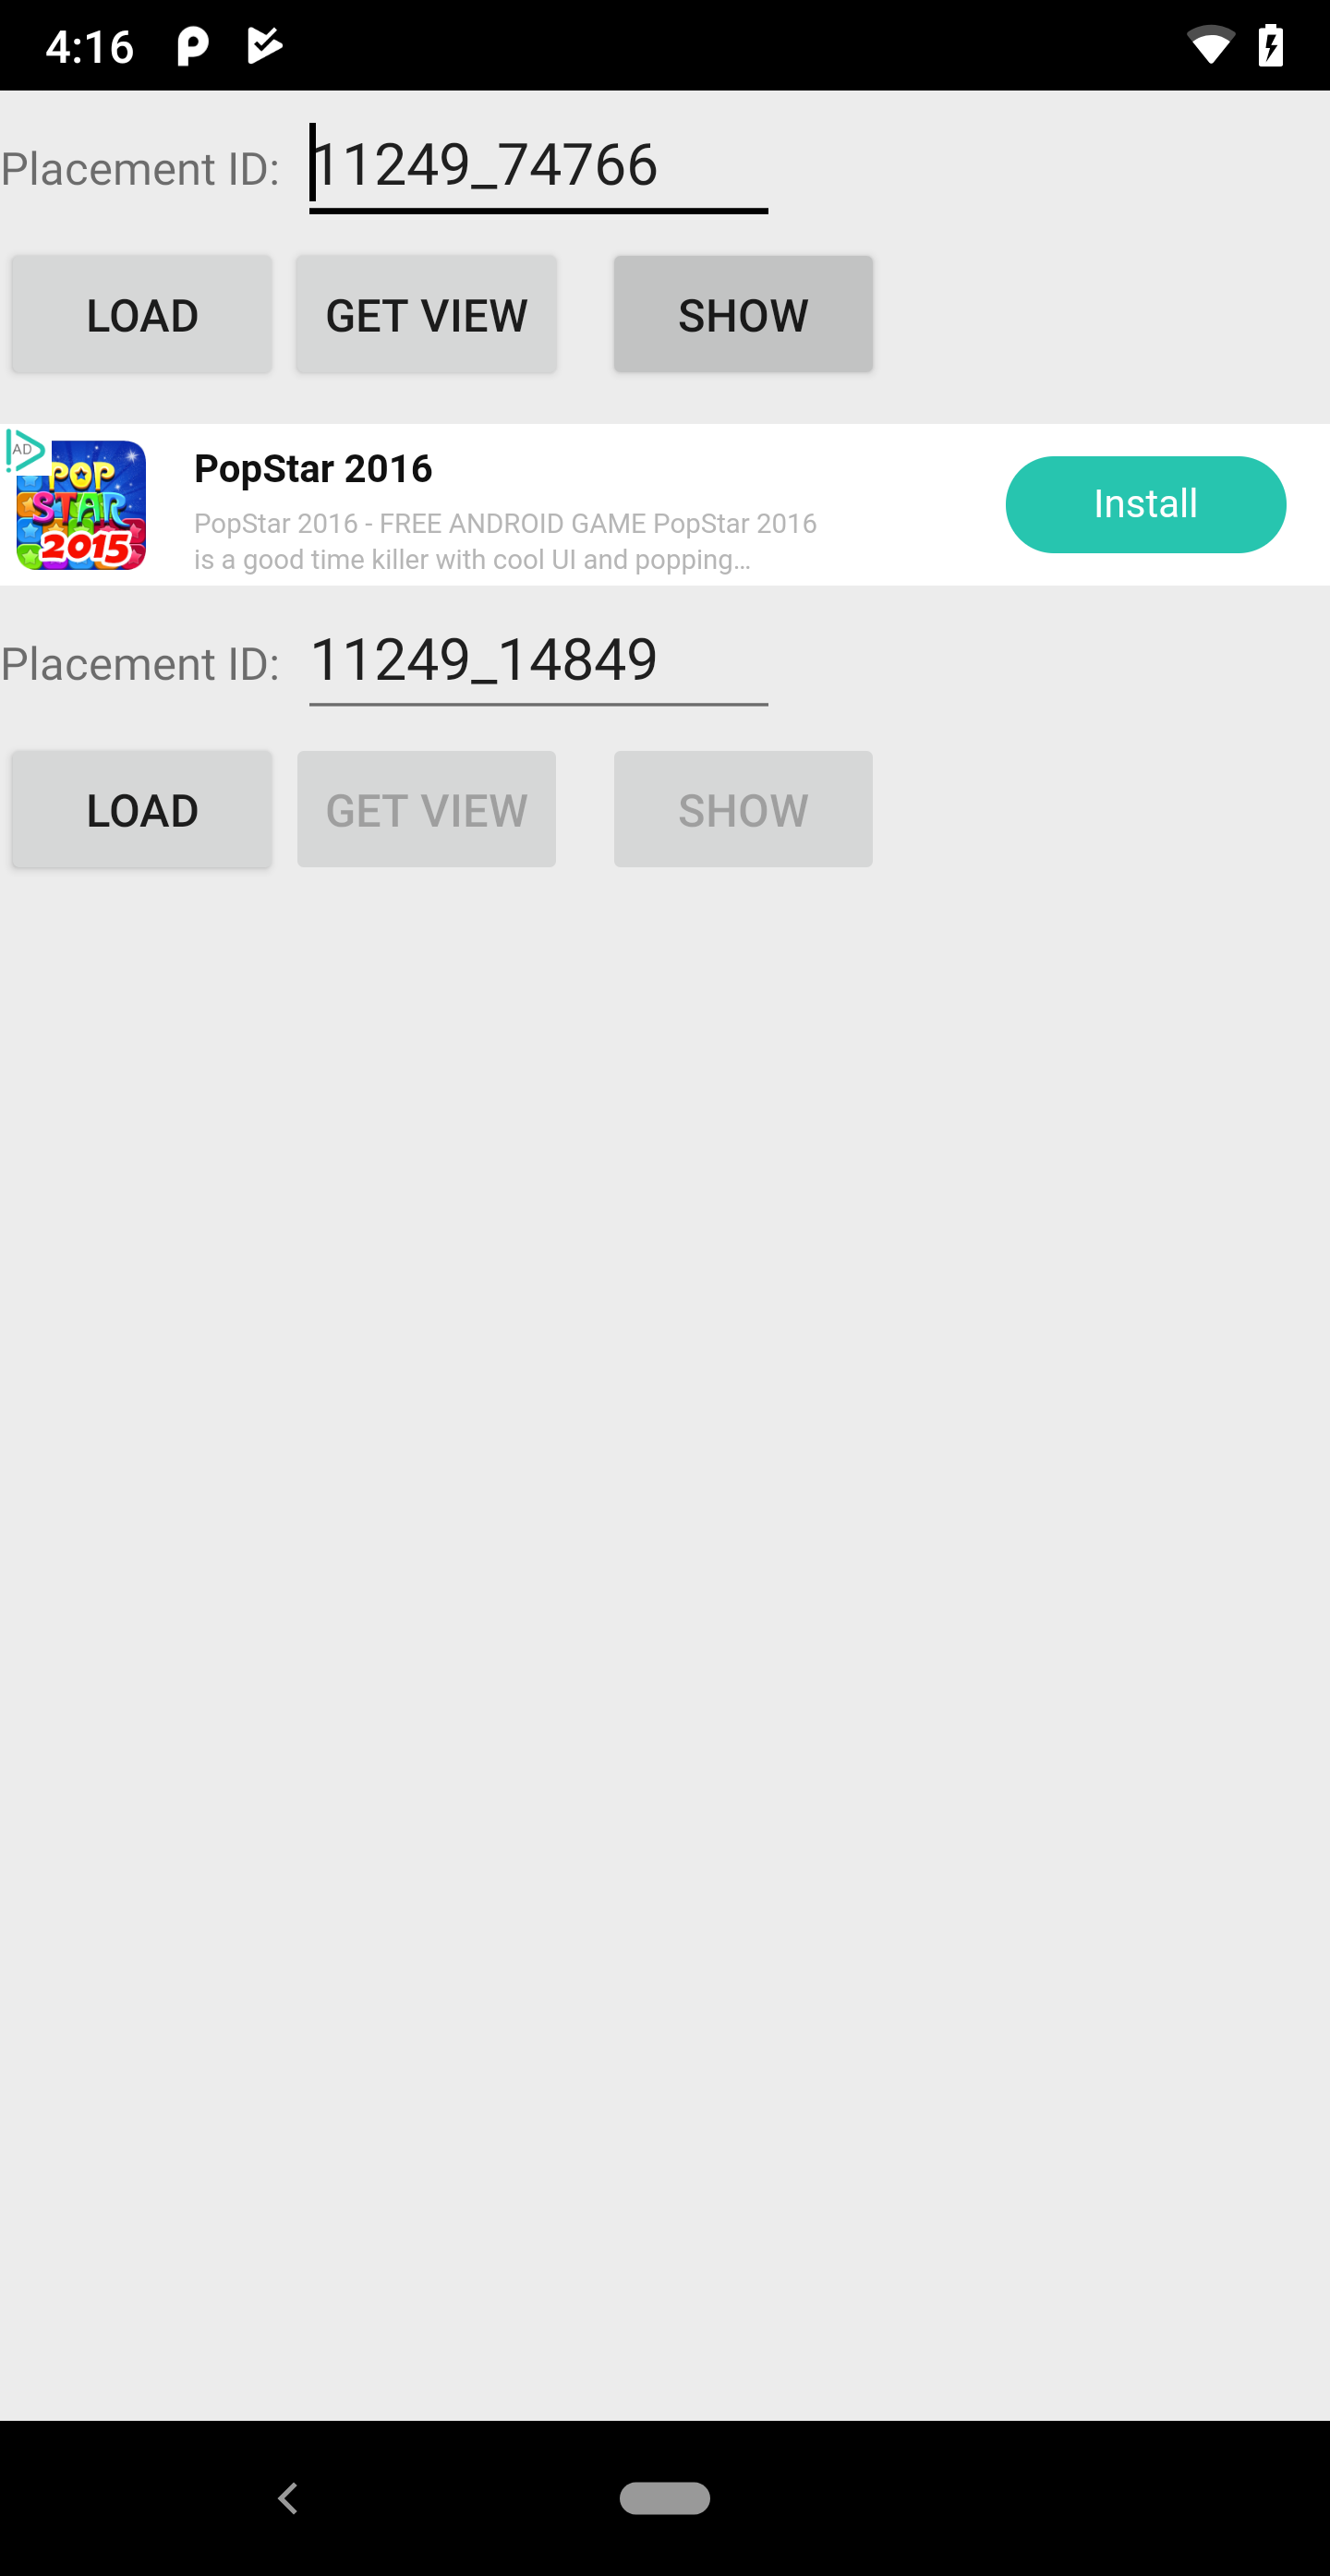 4:16
Placement ID: 11249_74766
LOAD GET VIEW SHOW
AD
POP
STAR
2015
PopStar 2016
PopStar 2016 - FREE ANDROID GAME PopStar 2016
is a good time killer with cool UI and popping...
Install
Placement ID: 11249_14849
LOAD GET VIEW SHOW